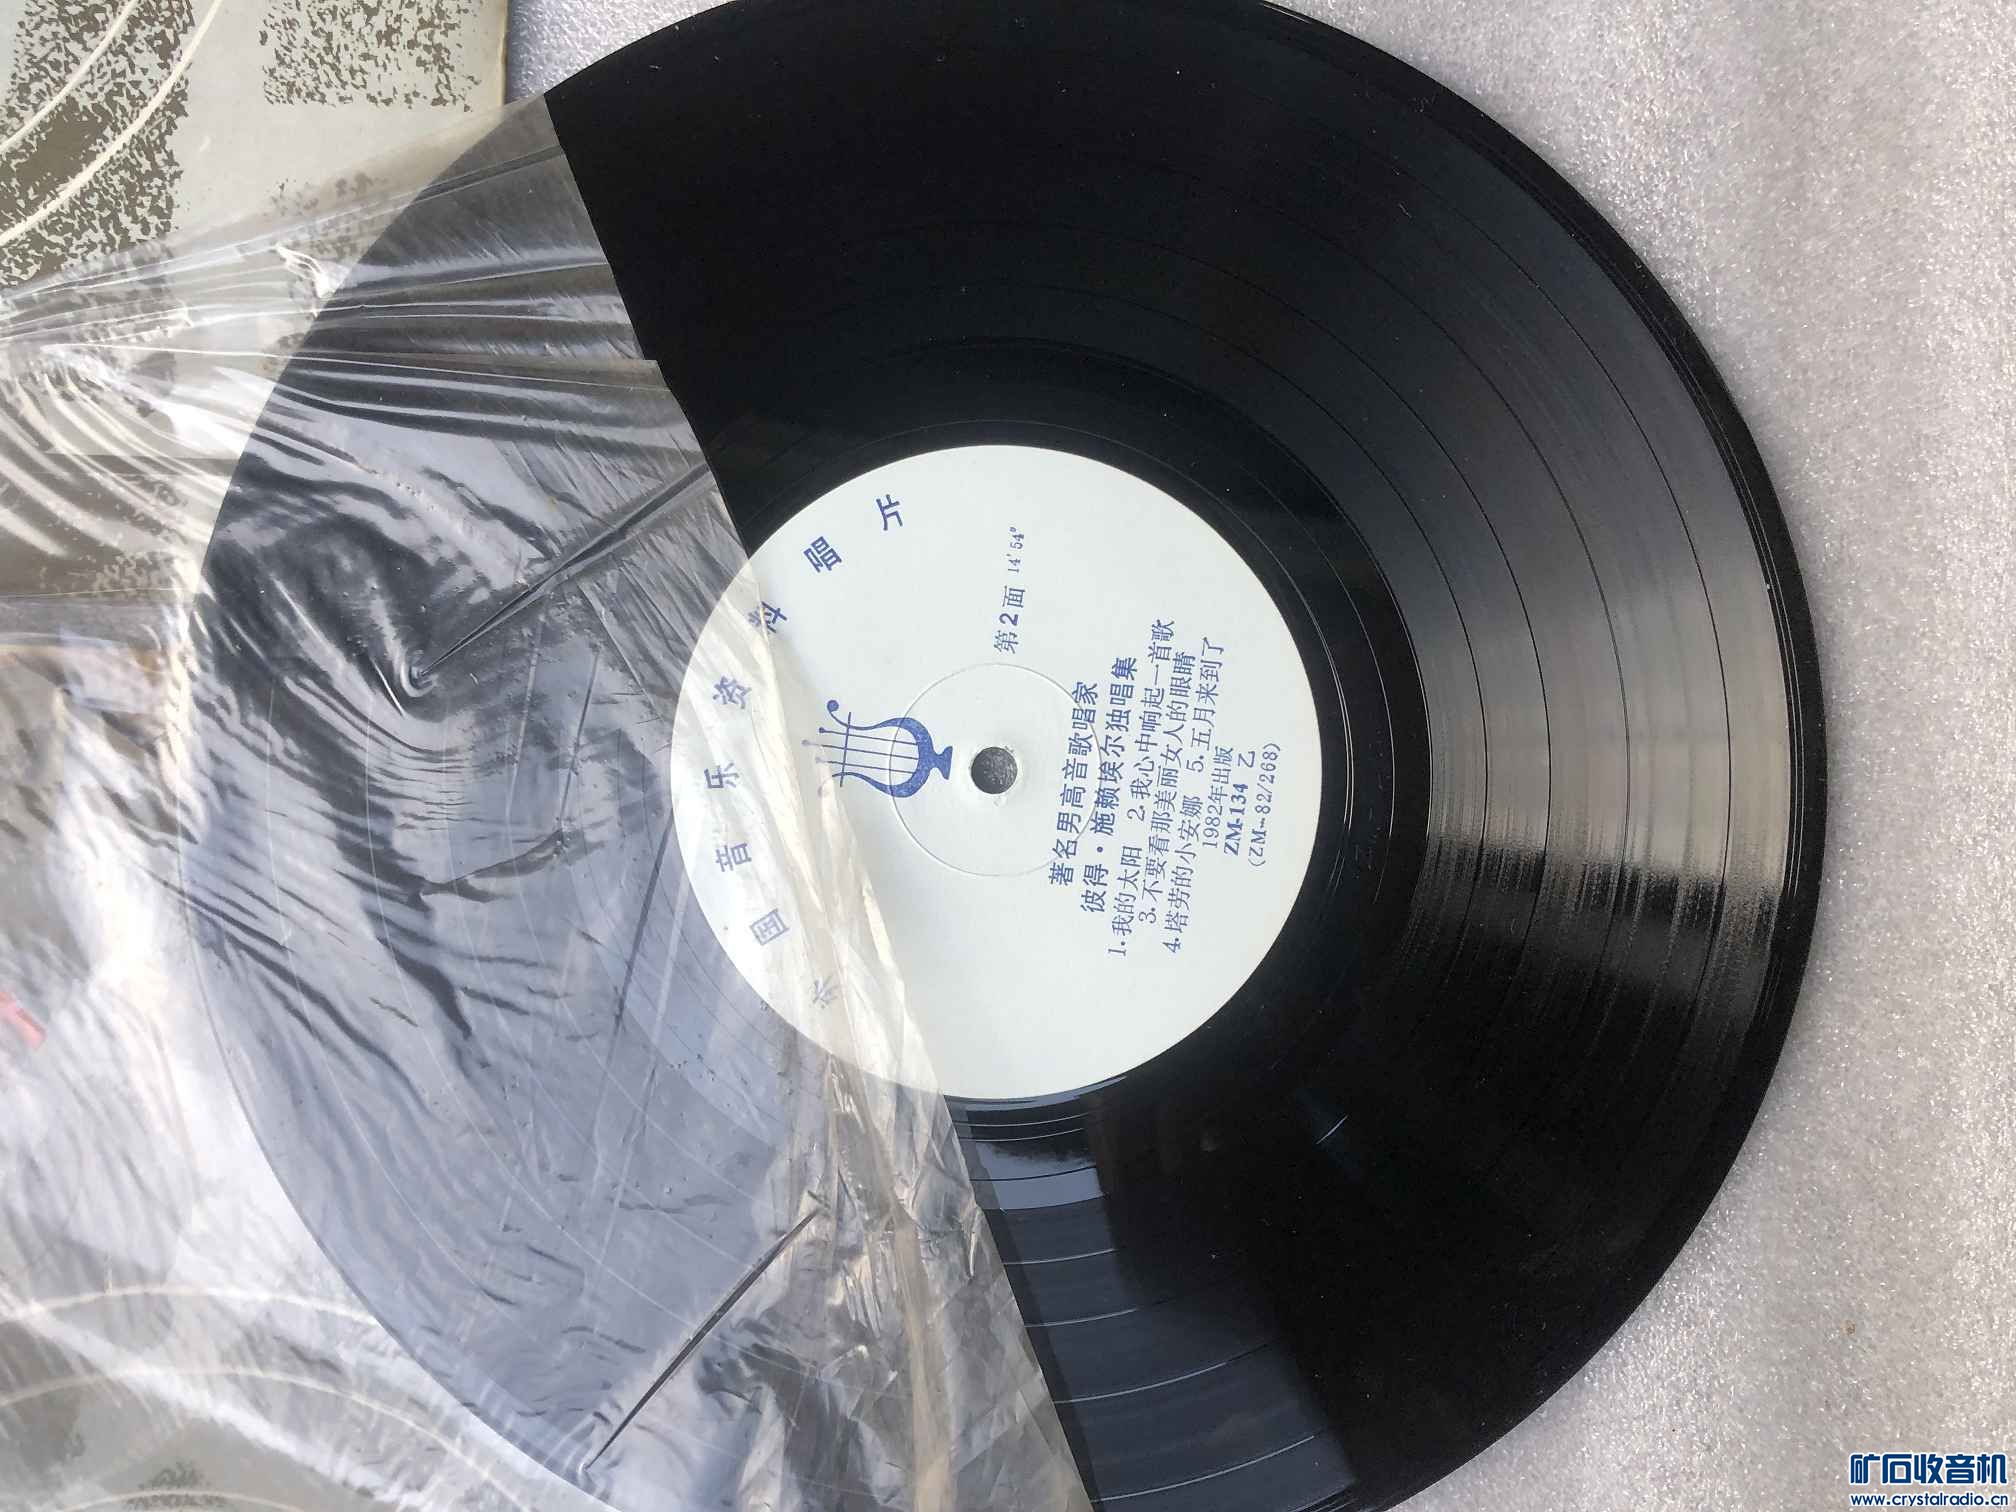 外国音乐资料唱片
第2面 14′54″
著名男高音歌唱家
彼得·施赖埃尔独唱集
1.我的太阳 2.我心中响起一首歌
3.不要看那美丽女人的眼睛
4.塔劳的小安娜 5.五月来到了
1982年出版
ZM-134 乙
(ZM-82/268)
矿石收音机
www.crystalradio.cn